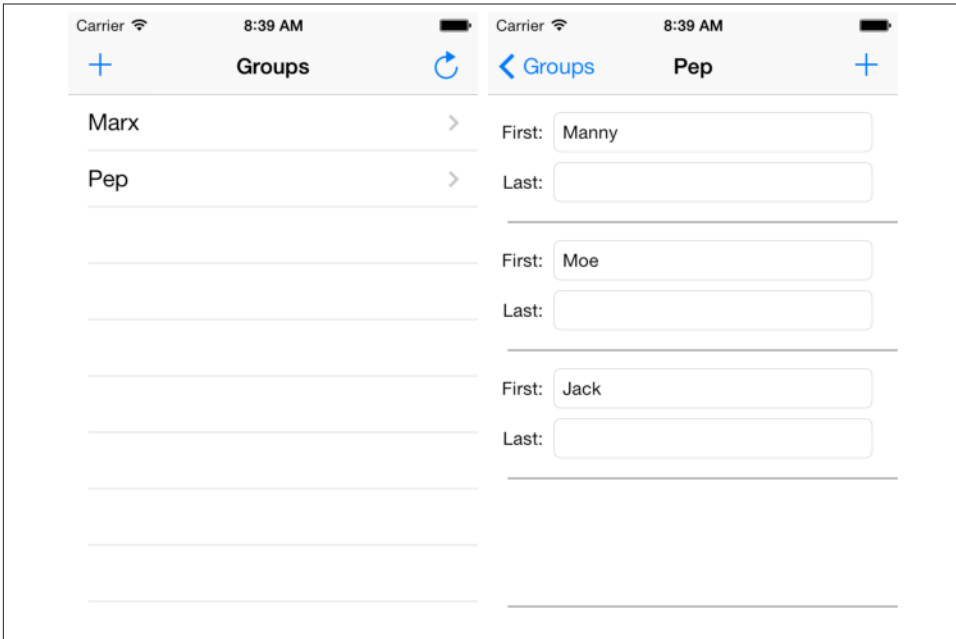 Carrier 8:39 AM
Groups
Marx
Pep
Carrier 8:39 AM
Groups Pep
First: Manny
Last:
First: Moe
Last:
First: Jack
Last: